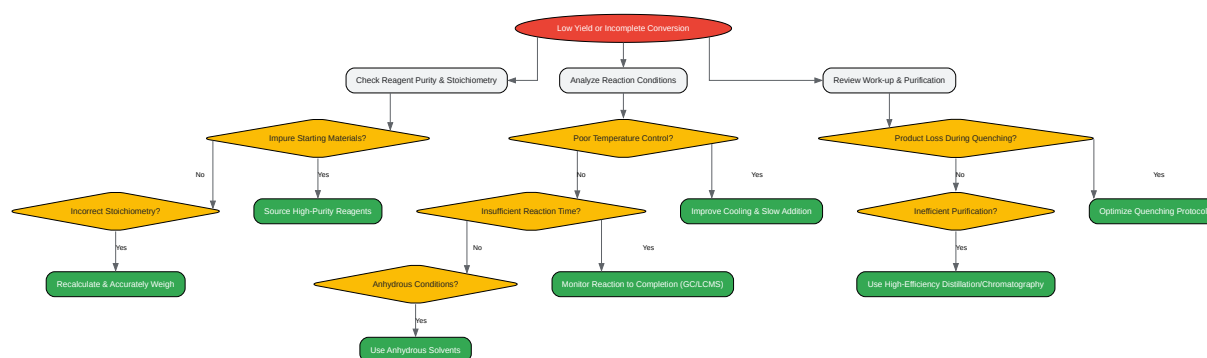 Low Yield or Incomplete Conversion
Check Reagent Purity & Stoichiometry
Analyze Reaction Conditions
Review Work-up & Purification
Impure Starting Materials?
Poor Temperature Control?
Product Loss During Quenching?
No
Yes
No
Yes
No
Yes
Incorrect Stoichiometry?
Source High-Purity Reagents
Insufficient Reaction Time?
Improve Cooling & Slow Addition
Inefficient Purification?
Optimize Quenching Protocol
Yes
No
Yes
Yes
Recalculate & Accurately Weigh
Anhydrous Conditions?
Monitor Reaction to Completion (GC/LCMS)
Use High-Efficiency Distillation/Chromatography
Yes
Use Anhydrous Solvents